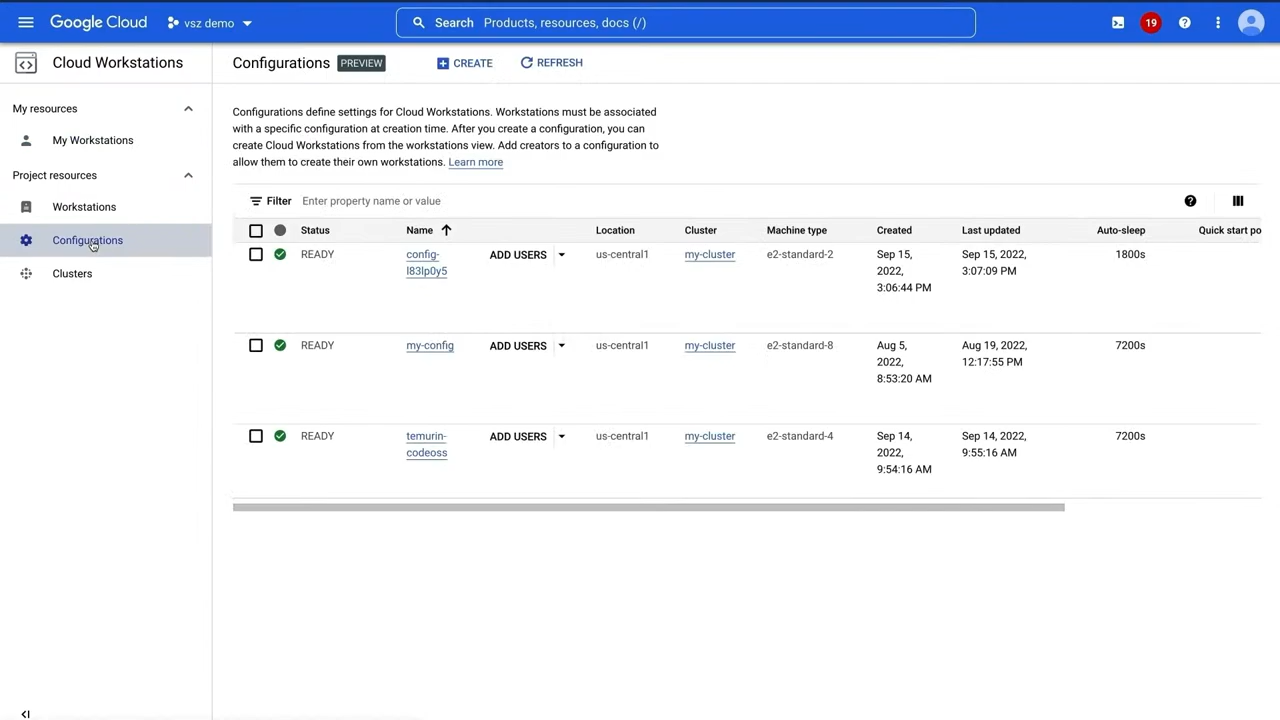 Google Cloud
vsz demo
Search Products, resources, docs (/)
19
Cloud Workstations
My resources
My Workstations
Project resources
Workstations
Configurations
Clusters
Configurations PREVIEW CREATE REFRESH
Configurations define settings for Cloud Workstations. Workstations must be associated
with a specific configuration at creation time. After you create a configuration, you can
create Cloud Workstations from the workstations view. Add creators to a configuration to
allow them to create their own workstations. Learn more
Filter Enter property name or value
Status Name Location Cluster Machine type Created Last updated Auto-sleep Quick start po
READY config- ADD USERS us-central1 my-cluster e2-standard-2 Sep 15, Sep 15, 2022, 1800s
l83lp0y5 2022, 3:07:09 PM
3:06:44 PM
READY my-config ADD USERS us-central1 my-cluster e2-standard-8 Aug 5, Aug 19, 2022, 7200s
2022, 12:17:55 PM
8:53:20 AM
READY temurin- ADD USERS us-central1 my-cluster e2-standard-4 Sep 14, Sep 14, 2022, 7200s
codeoss 2022, 9:55:16 AM
9:54:16 AM